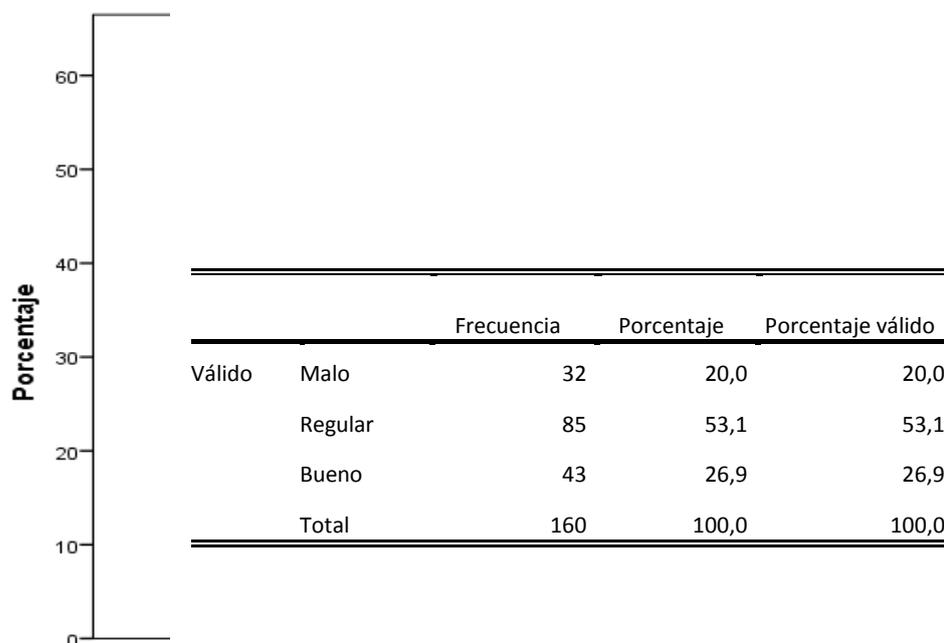 60
50
40
30
20
10
0
Porcentaje
Frecuencia Porcentaje Porcentaje válido
Válido Malo 32 20,0 20,0
Regular 85 53,1 53,1
Bueno 43 26,9 26,9
Total 160 100,0 100,0